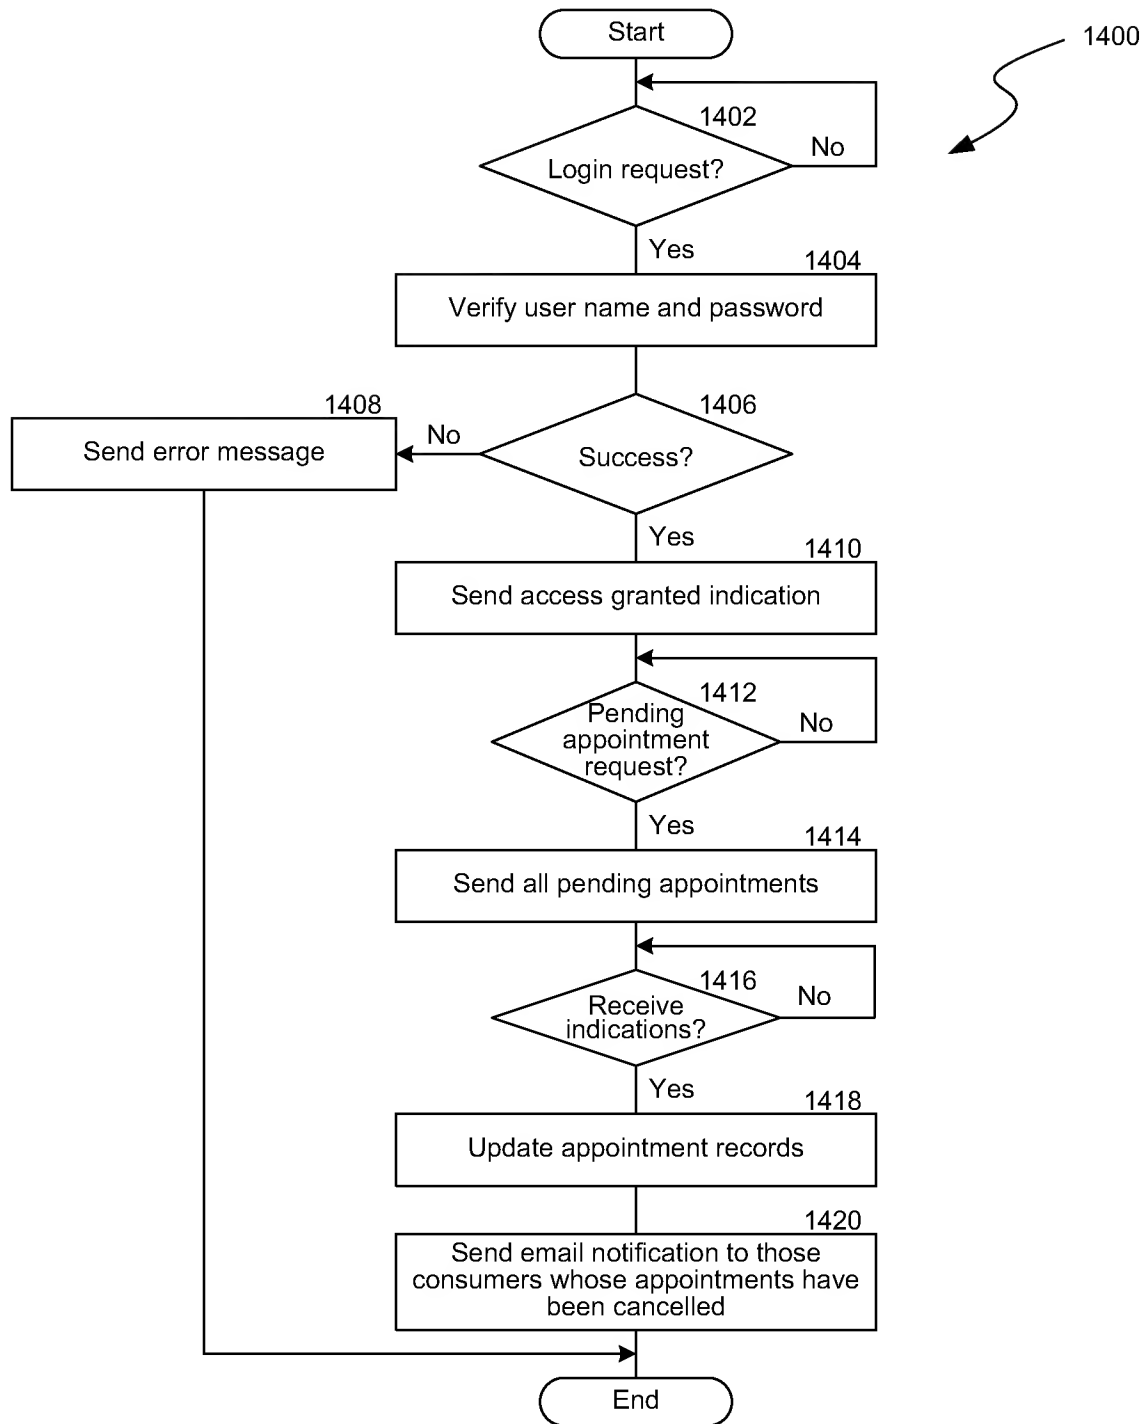 Start
1400
1402
Login request?
No
Yes
1404
Verify user name and password
1406
Success?
No
1408
Send error message
Yes
1410
Send access granted indication
1412
Pending
appointment
request?
No
Yes
1414
Send all pending appointments
1416
Receive
indications?
No
Yes
1418
Update appointment records
1420
Send email notification to those
consumers whose appointments have
been cancelled
End